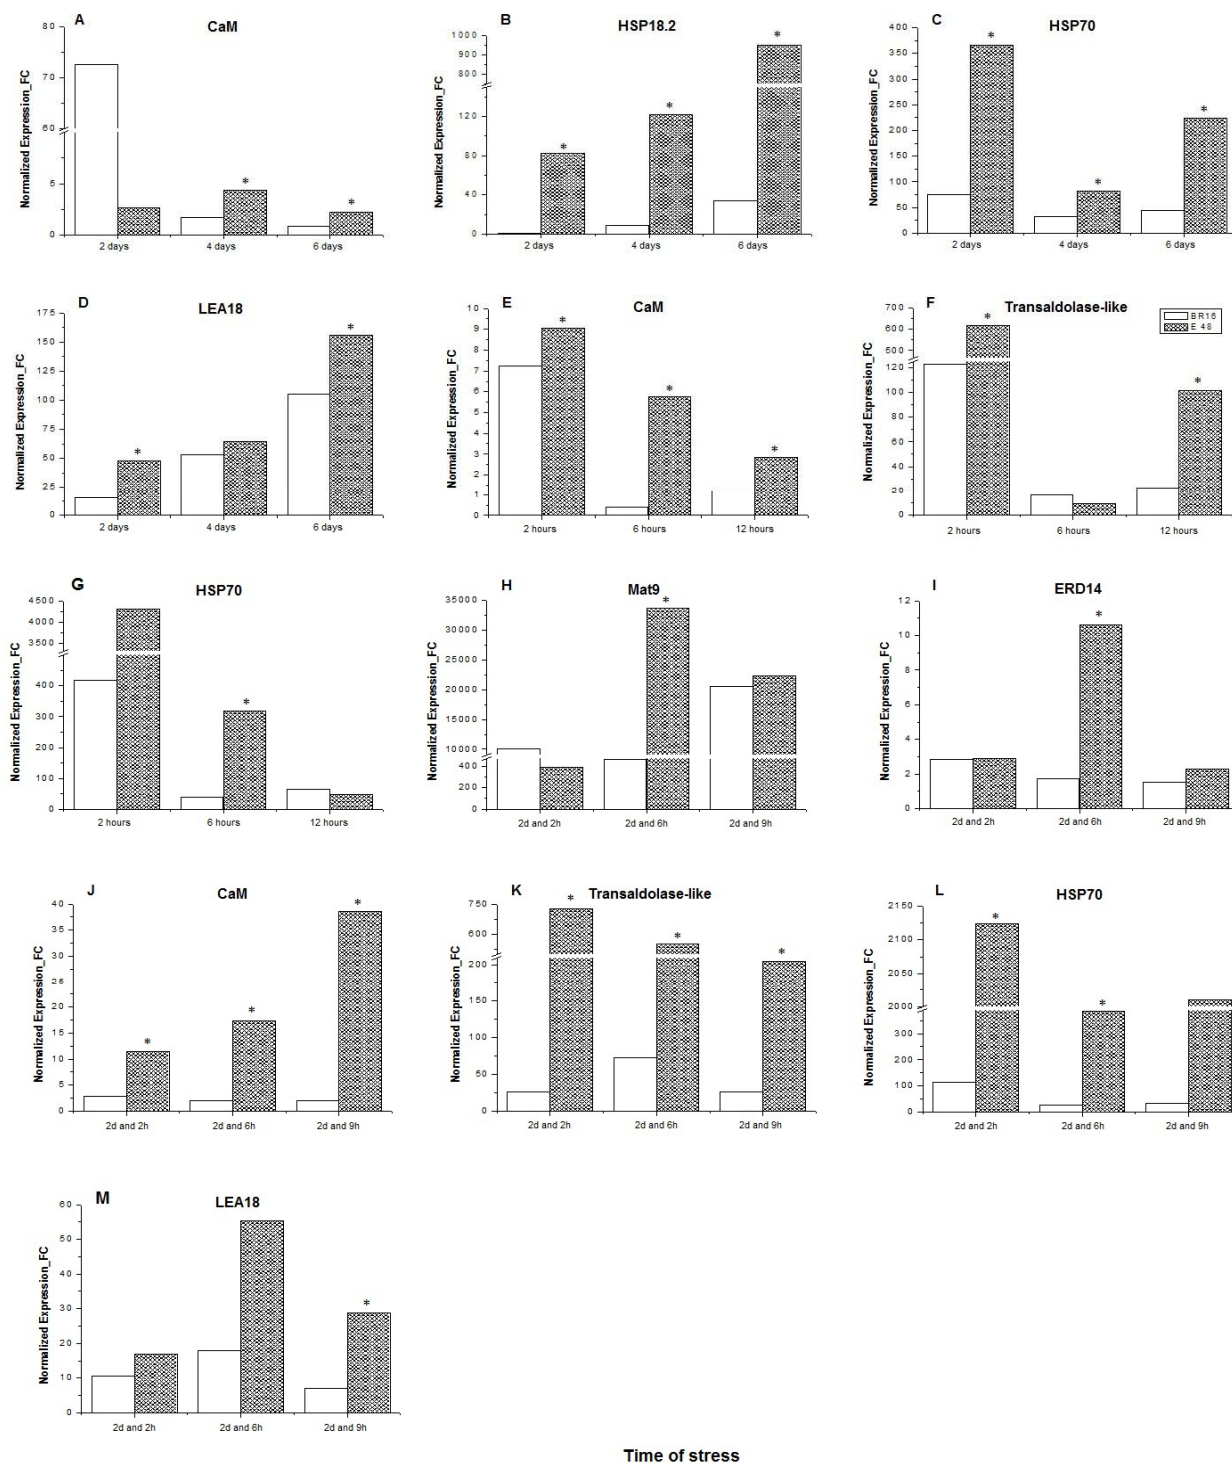 A CaM
Normalized Expression_FC
80
70
60
5
0
2 days 4 days 6 days
* *
B HSP18.2
Normalized Expression_FC
1000
900
800
700
600
120
80
40
0
2 days 4 days 6 days
* * *
C HSP70
Normalized Expression_FC
400
350
300
250
200
150
100
50
0
2 days 4 days 6 days
* * *
D LEA18
Normalized Expression_FC
175
150
125
100
75
50
25
0
2 days 4 days 6 days
* *
E CaM
Normalized Expression_FC
10
9
8
7
6
5
4
3
2
1
0
2 hours 6 hours 12 hours
* * *
F Transaldolase-like
BR16
E 48
Normalized Expression_FC
700
600
500
120
100
80
60
40
20
0
2 hours 6 hours 12 hours
* *
G HSP70
Normalized Expression_FC
4500
4000
3500
400
300
200
100
0
2 hours 6 hours 12 hours
*
H Mat9
Normalized Expression_FC
35000
30000
25000
20000
15000
10000
400
200
0
2d and 2h 2d and 6h 2d and 9h
*
I ERD14
Normalized Expression_FC
12
10
8
6
4
2
0
2d and 2h 2d and 6h 2d and 9h
*
J CaM
Normalized Expression_FC
40
35
30
25
20
15
10
5
0
2d and 2h 2d and 6h 2d and 9h
* * *
K Transaldolase-like
Normalized Expression_FC
750
600
200
150
100
50
0
2d and 2h 2d and 6h 2d and 9h
* * *
L HSP70
Normalized Expression_FC
2150
2100
2050
2000
300
200
100
0
2d and 2h 2d and 6h 2d and 9h
* *
M LEA18
Normalized Expression_FC
60
50
40
30
20
10
0
2d and 2h 2d and 6h 2d and 9h
*
Time of stress